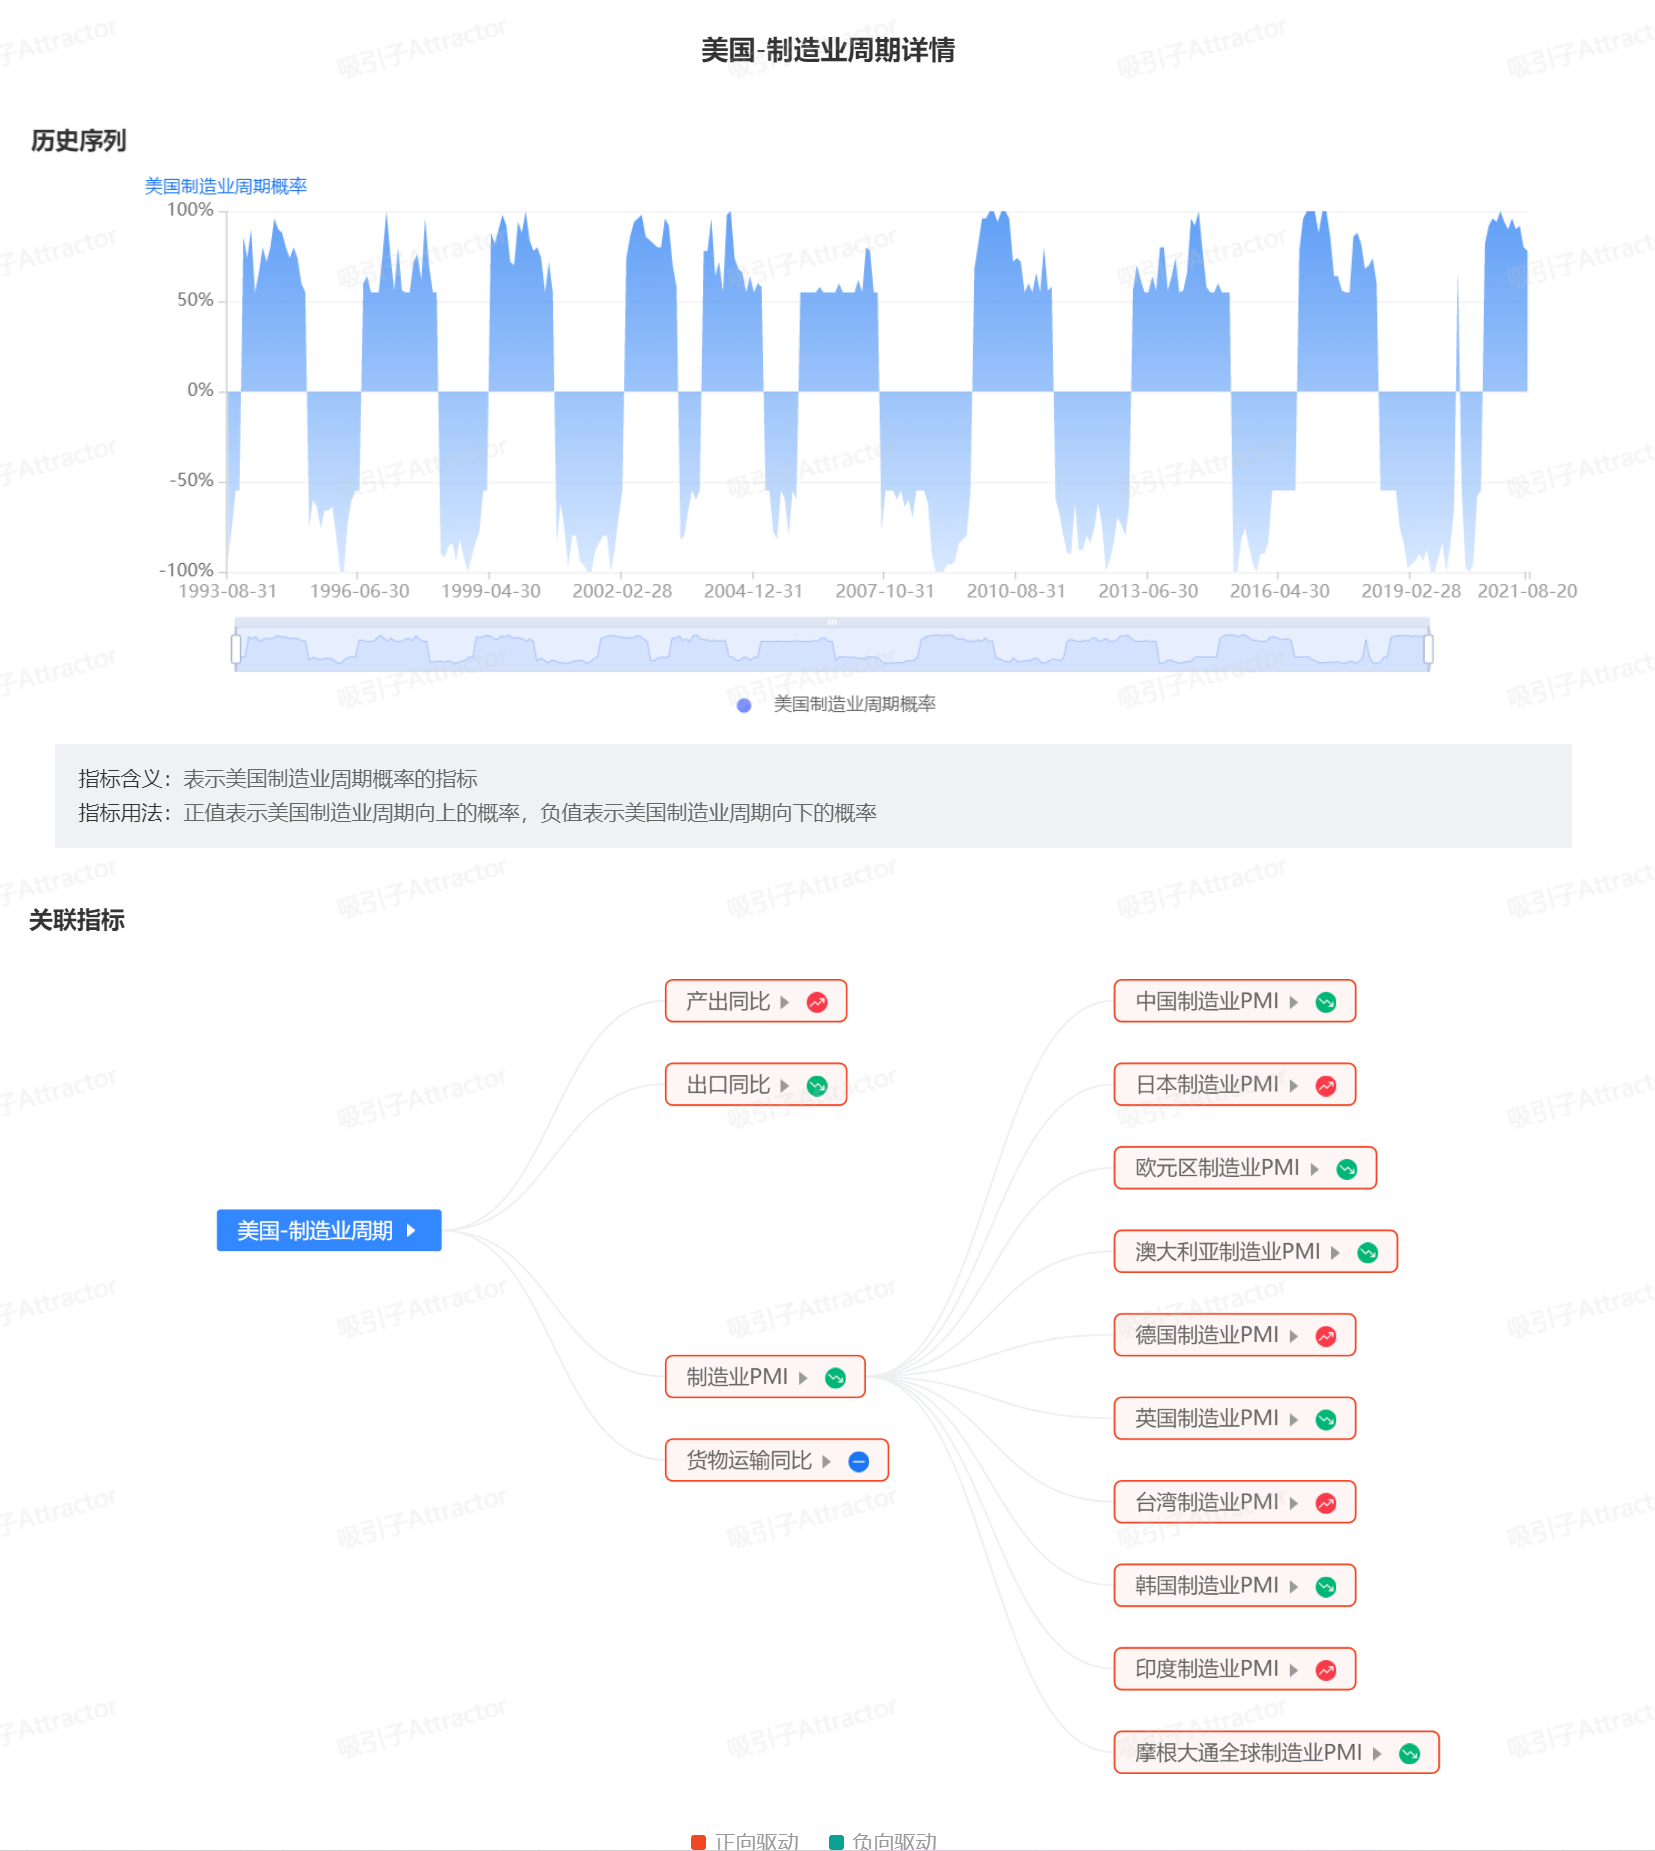 美国-制造业周期详情
历史序列
美国制造业周期概率
100%
50%
0%
-50%
-100%
1993-08-31 1996-06-30 1999-04-30 2002-02-28 2004-12-31 2007-10-31 2010-08-31 2013-06-30 2016-04-30 2019-02-28 2021-08-20
美国制造业周期概率
指标含义：表示美国制造业周期概率的指标
指标用法：正值表示美国制造业周期向上的概率，负值表示美国制造业周期向下的概率
关联指标
产出同比
中国制造业PMI
出口同比
日本制造业PMI
欧元区制造业PMI
美国-制造业周期
澳大利亚制造业PMI
德国制造业PMI
制造业PMI
英国制造业PMI
货物运输同比
台湾制造业PMI
韩国制造业PMI
印度制造业PMI
摩根大通全球制造业PMI
正向驱动 负向驱动
吸引子Attractor